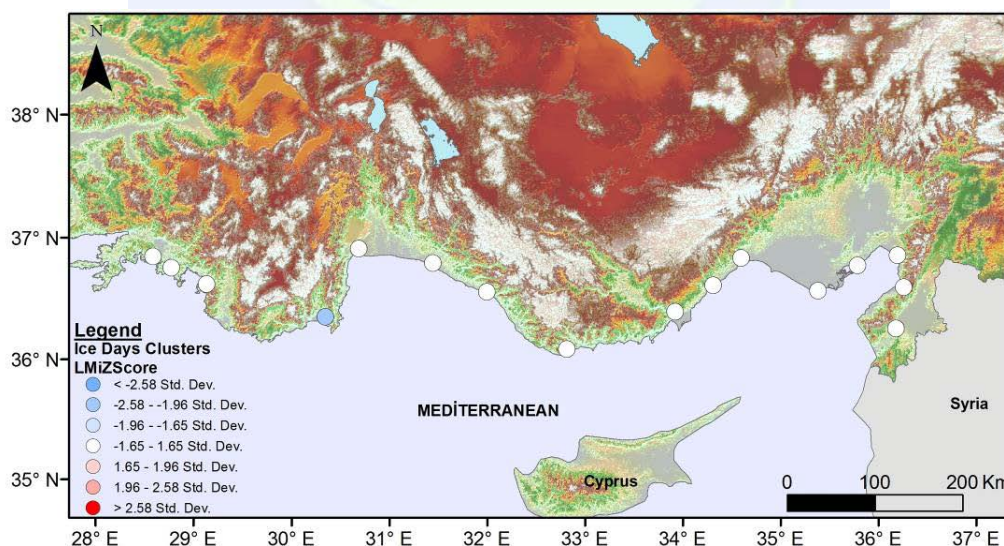 N
38° N
37° N
36° N
35° N
Legend
Ice Days Clusters
LMiZScore
< -2.58 Std. Dev.
-2.58 - -1.96 Std. Dev.
-1.96 - -1.65 Std. Dev.
-1.65 - 1.65 Std. Dev.
1.65 - 1.96 Std. Dev.
1.96 - 2.58 Std. Dev.
> 2.58 Std. Dev.
MEDİTERRANEAN
Syria
Cyprus
0 100 200 Km
28° E 29° E 30° E 31° E 32° E 33° E 34° E 35° E 36° E 37° E